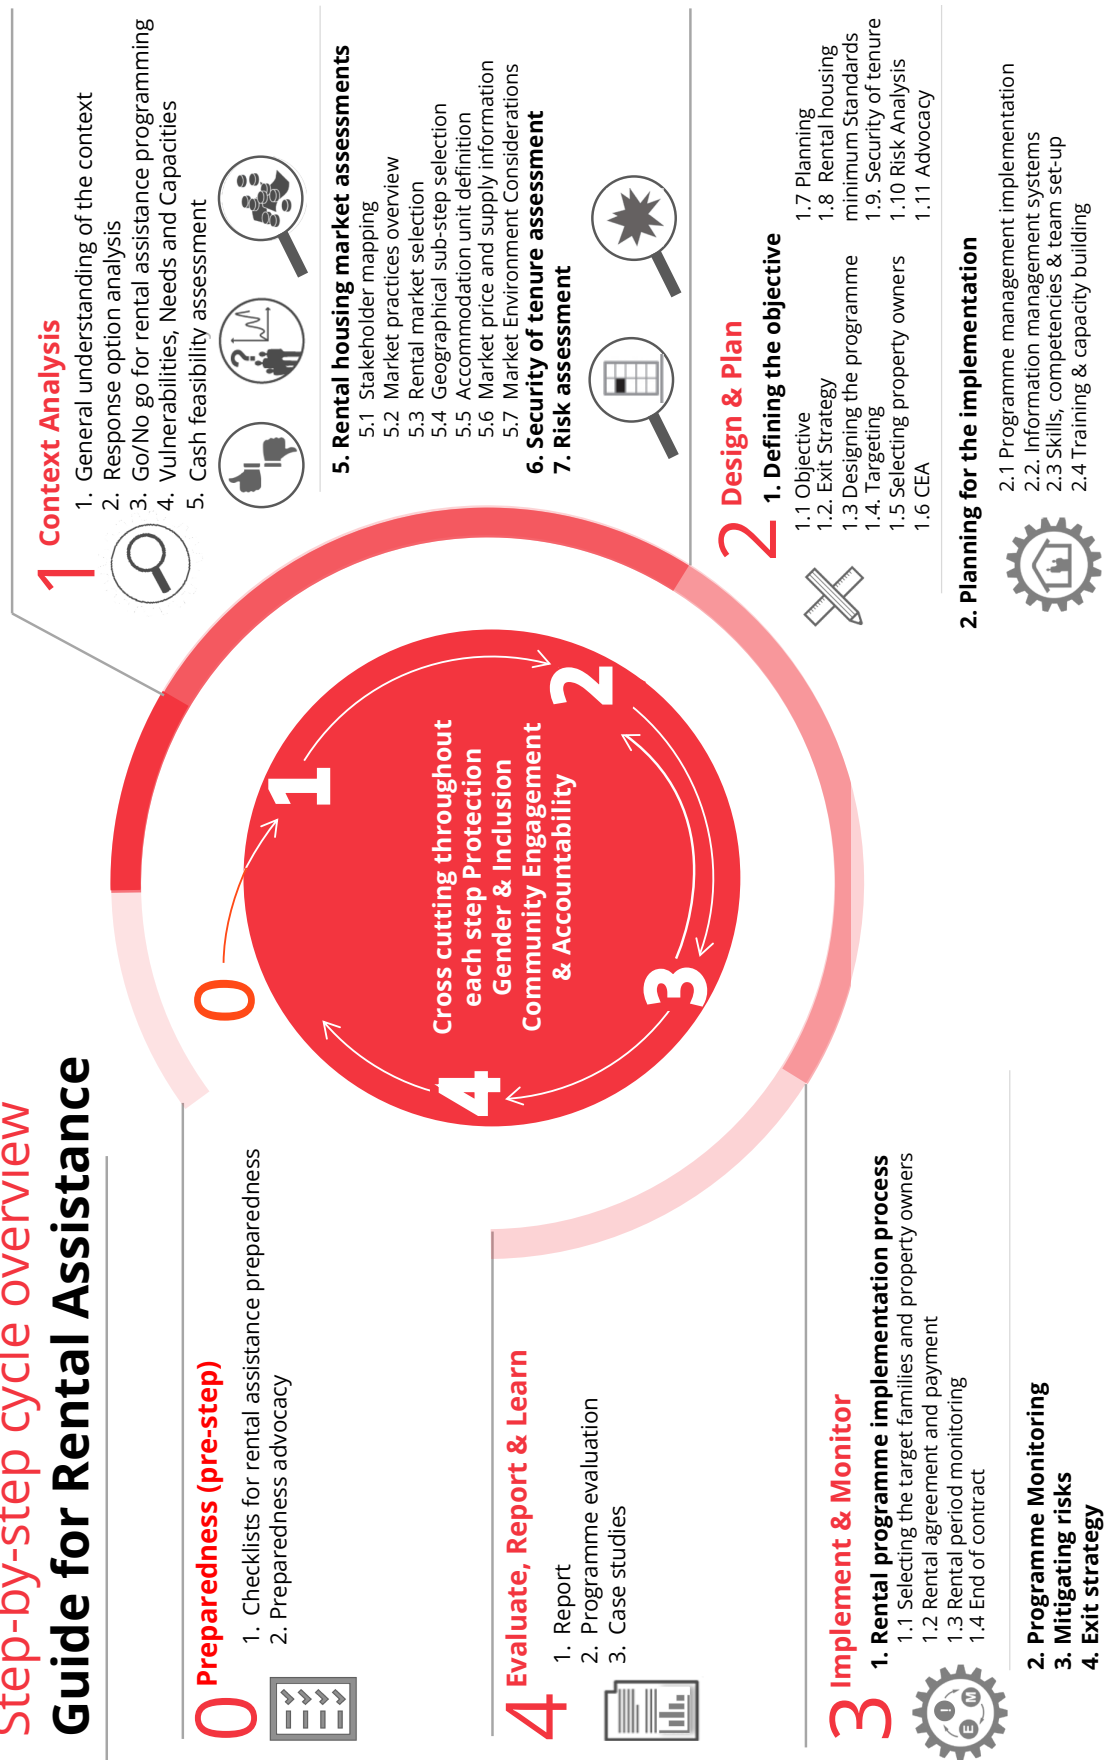 Step-by-step cycle overview
Guide for Rental Assistance
0 Preparedness (pre-step)
1. Checklists for rental assistance preparedness
2. Preparedness advocacy
4 Evaluate, Report & Learn
1. Report
2. Programme evaluation
3. Case studies
3 Implement & Monitor
1. Rental programme implementation process
1.1 Selecting the target families and property owners
1.2 Rental agreement and payment
1.3 Rental period monitoring
1.4 End of contract
2. Programme Monitoring
3. Mitigating risks
4. Exit strategy
E
!
M
0
1
2
3
4
Cross cutting throughout
each step Protection
Gender & Inclusion
Community Engagement
& Accountability
1 Context Analysis
1. General understanding of the context
2. Response option analysis
3. Go/No go for rental assistance programming
4. Vulnerabilities, Needs and Capacities
5. Cash feasibility assessment
?
5. Rental housing market assessments
5.1 Stakeholder mapping
5.2 Market practices overview
5.3 Rental market selection
5.4 Geographical sub-step selection
5.5 Accommodation unit definition
5.6 Market price and supply information
5.7 Market Environment Considerations
6. Security of tenure assessment
7. Risk assessment
2 Design & Plan
1. Defining the objective
1.1 Objective
1.2. Exit Strategy
1.3 Designing the programme
1.4. Targeting
1.5 Selecting property owners
1.6 CEA
1.7 Planning
1.8 Rental housing
minimum Standards
1.9. Security of tenure
1.10 Risk Analysis
1.11 Advocacy
2. Planning for the implementation
2.1 Programme management implementation
2.2. Information management systems
2.3 Skills, competencies & team set-up
2.4 Training & capacity building